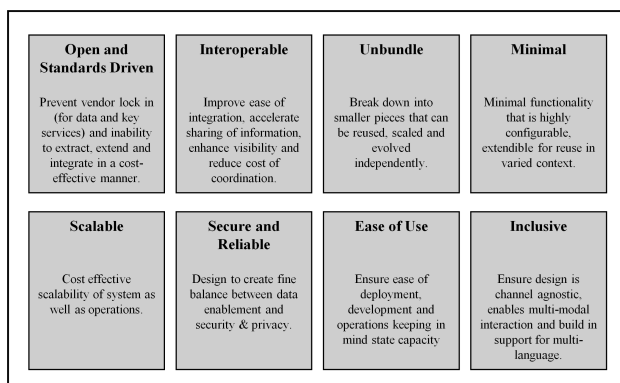 Open and
Standards Driven
Prevent vendor lock in
(for data and key
services) and inability
to extract, extend and
integrate in a cost-
effective manner.
Interoperable
Improve ease of
integration, accelerate
sharing of information,
enhance visibility and
reduce cost of
coordination.
Unbundle
Break down into
smaller pieces that can
be reused, scaled and
evolved
independently.
Minimal
Minimal functionality
that is highly
configurable,
extendible for reuse in
varied context.
Scalable
Cost effective
scalability of system as
well as operations.
Secure and
Reliable
Design to create fine
balance between data
enablement and
security & privacy.
Ease of Use
Ensure ease of
deployment,
development and
operations keeping in
mind state capacity
Inclusive
Ensure design is
channel agnostic,
enables multi-modal
interaction and build in
support for multi-
language.